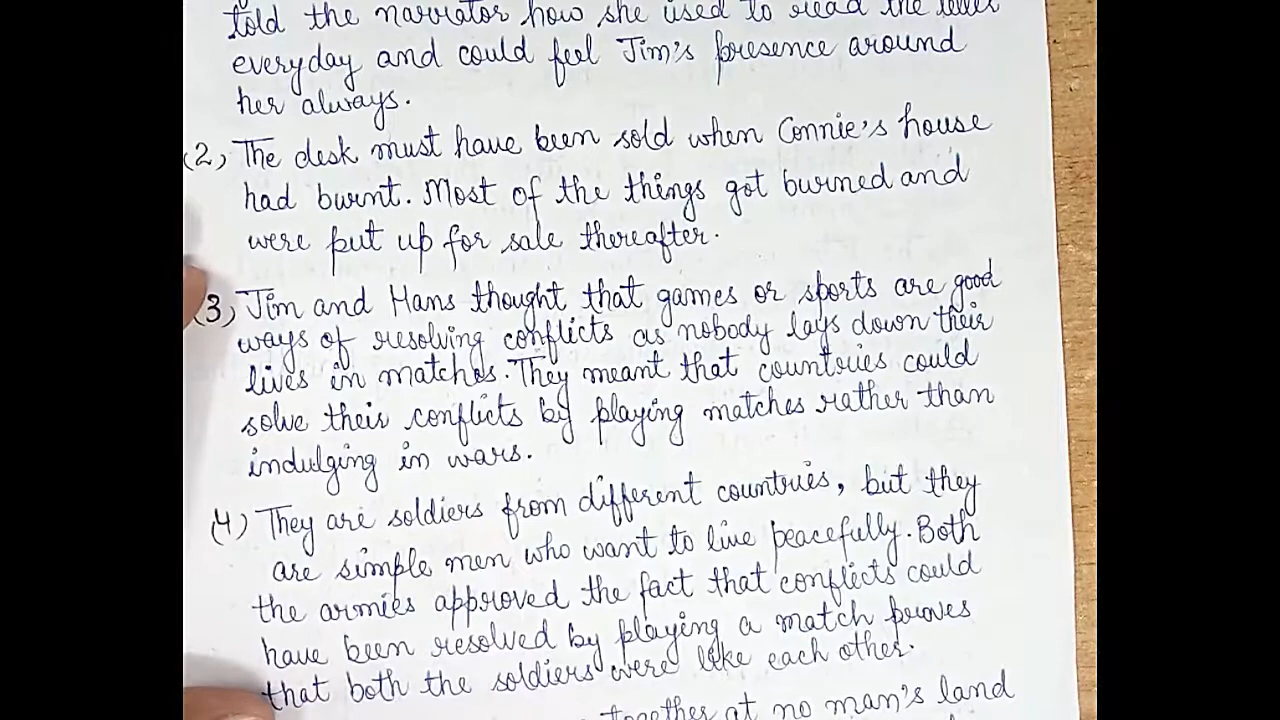 told the narrator how she used to read the letter
everyday and could feel Jim's presence around
her always.
(2) The desk must have been sold when Connie's house
had burnt. Most of the things got burned and
were put up for sale thereafter.
(3) Jim and Hans thought that games or sports are good
ways of resolving conflicts as nobody lays down their
lives in matches. They meant that countries could
solve their conflicts by playing matches rather than
indulging in wars.
(4) They are soldiers from different countries, but they
are simple men who want to live peacefully. Both
the armies approved the fact that conflicts could
have been resolved by playing a match proves
that both the soldiers were like each other.
together at no man's land